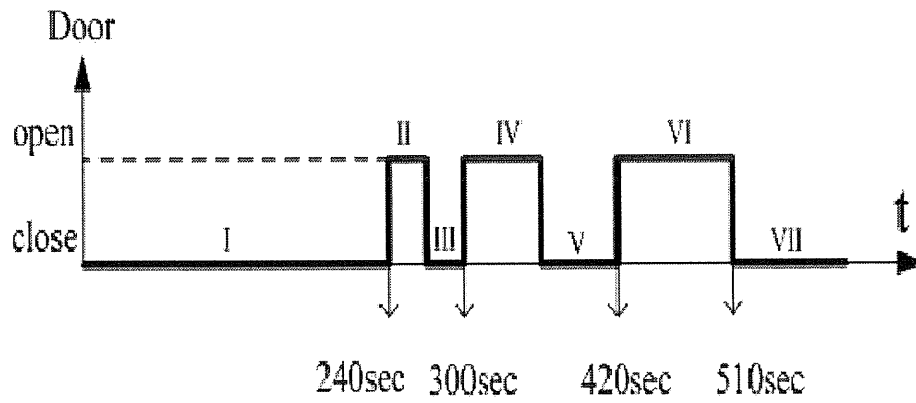 Door
open
II
IV
VI
t
close
I
III
V
VII
240sec
300sec
420sec
510sec